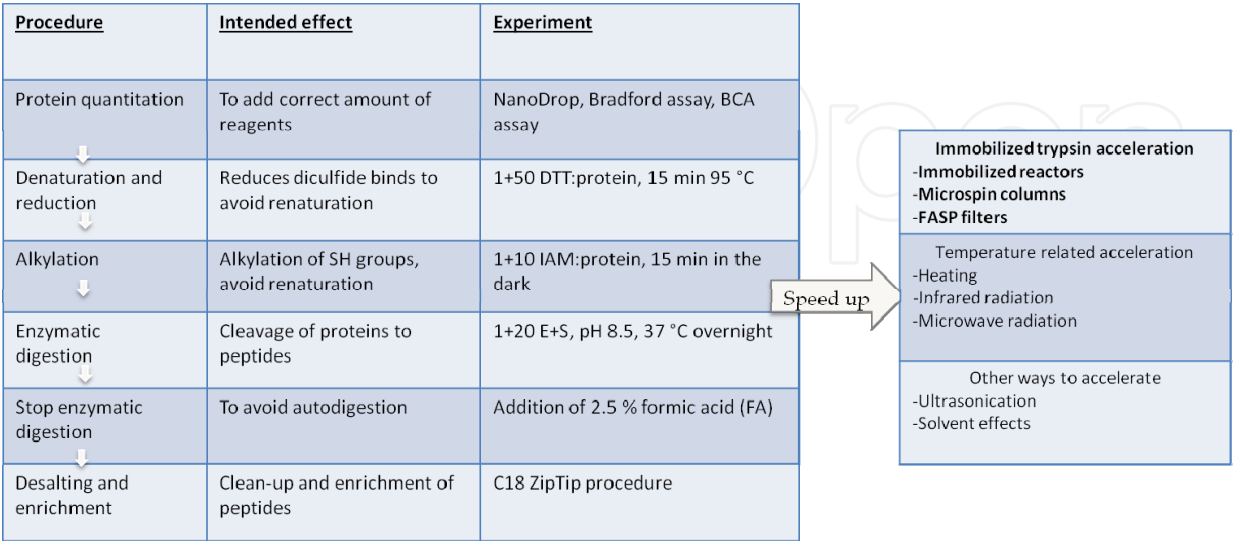 Procedure
Intended effect
Experiment
Protein quantitation
To add correct amount of
reagents
NanoDrop, Bradford assay, BCA
assay
Denaturation and
reduction
Reduces diculfide binds to
avoid renaturation
1+50 DTT:protein, 15 min 95 °C
Alkylation
Alkylation of SH groups,
avoid renaturation
1+10 IAM:protein, 15 min in the
dark
Enzymatic
digestion
Cleavage of proteins to
peptides
1+20 E+S, pH 8.5, 37 °C overnight
Stop enzymatic
digestion
To avoid autodigestion
Addition of 2.5 % formic acid (FA)
Desalting and
enrichment
Clean-up and enrichment of
peptides
C18 ZipTip procedure
Speed up
Immobilized trypsin acceleration
-Immobilized reactors
-Microspin columns
-FASP filters
Temperature related acceleration
-Heating
-Infrared radiation
-Microwave radiation
Other ways to accelerate
-Ultrasonication
-Solvent effects
Open